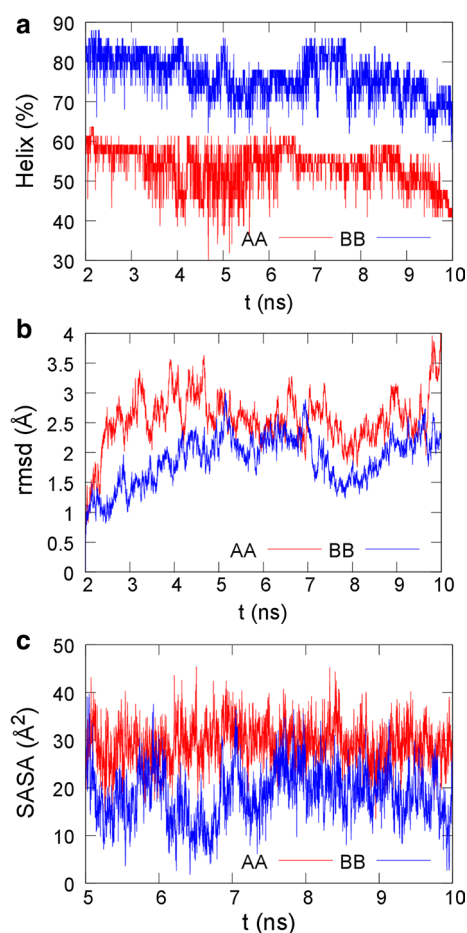 a
90
80
70
60
50
40
30
Helix (%)
AA BB
2 3 4 5 6 7 8 9 10
t (ns)
b
4
3.5
3
2.5
2
1.5
1
0.5
0
rmsd (Å)
AA BB
2 3 4 5 6 7 8 9 10
t (ns)
c
50
40
30
20
10
0
SASA (Å²)
AA BB
5 6 7 8 9 10
t (ns)